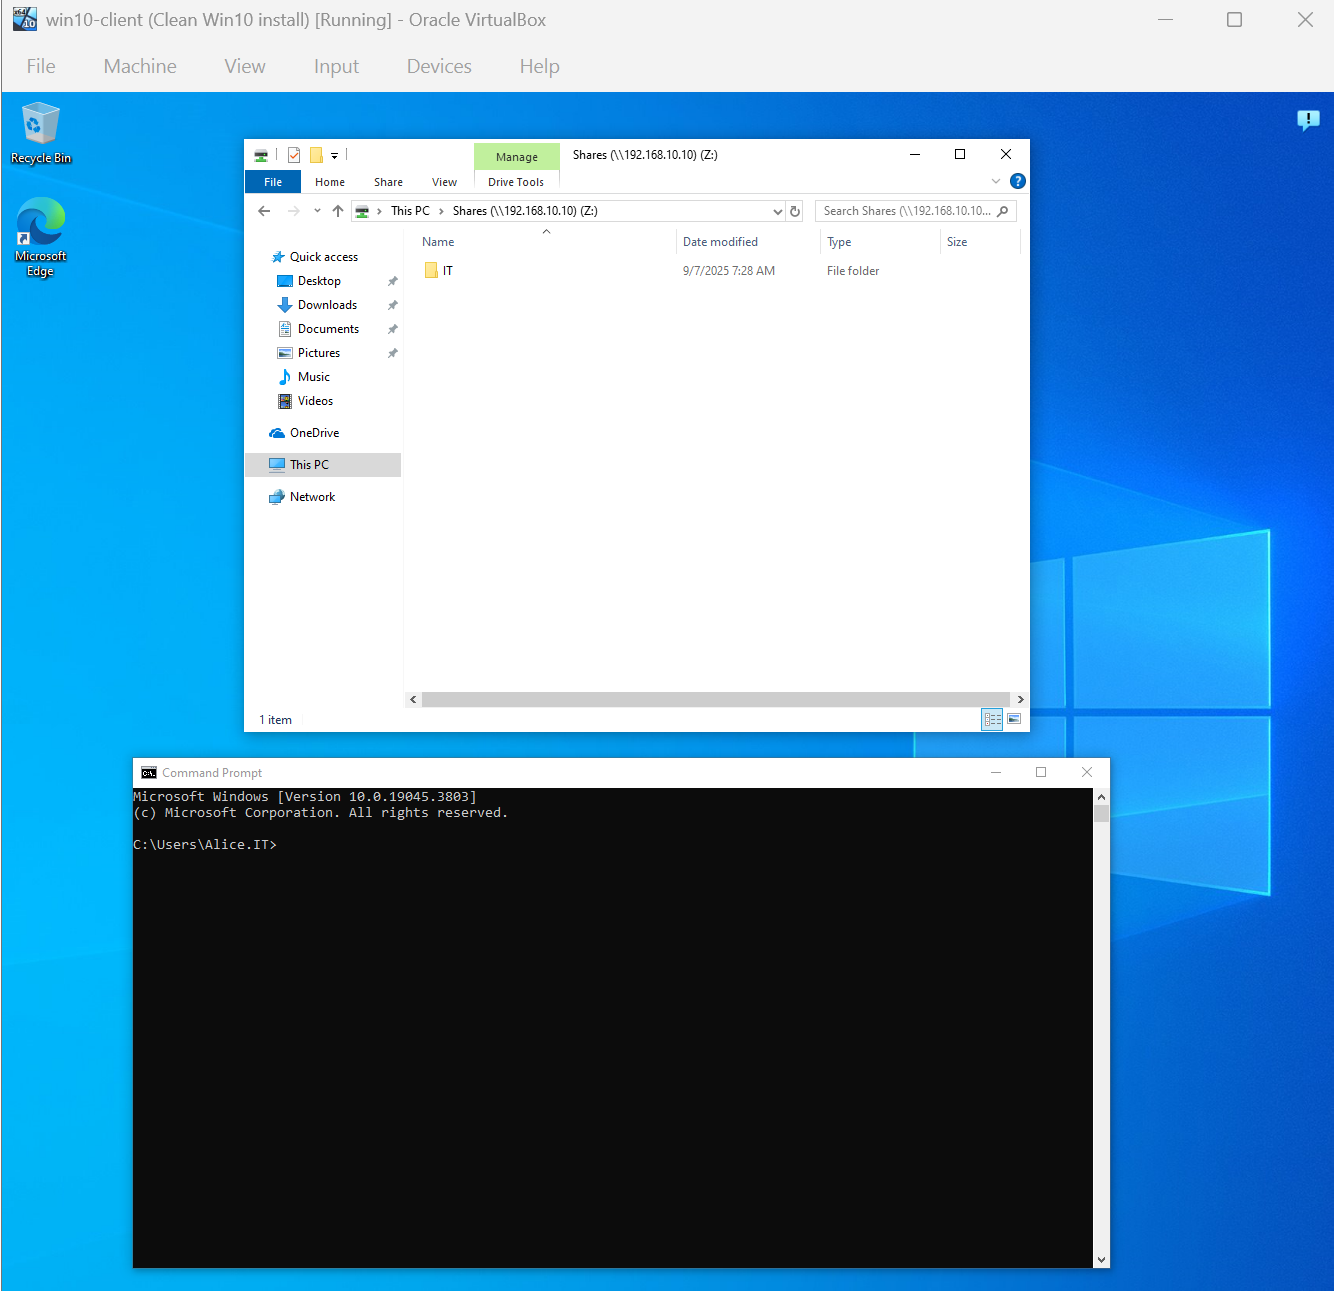 win10-client (Clean Win10 install) [Running] - Oracle VirtualBox
File Machine View Input Devices Help
Recycle Bin
Microsoft
Edge
Manage Shares (\\192.168.10.10) (Z:)
File Home Share View Drive Tools
This PC Shares (\\192.168.10.10) (Z:)
Search Shares (\\192.168.10.10...
Name Date modified Type Size
IT 9/7/2025 7:28 AM File folder
Quick access
Desktop
Downloads
Documents
Pictures
Music
Videos
OneDrive
This PC
Network
1 item
Command Prompt
Microsoft Windows [Version 10.0.19045.3803]
(c) Microsoft Corporation. All rights reserved.
C:\Users\Alice.IT>